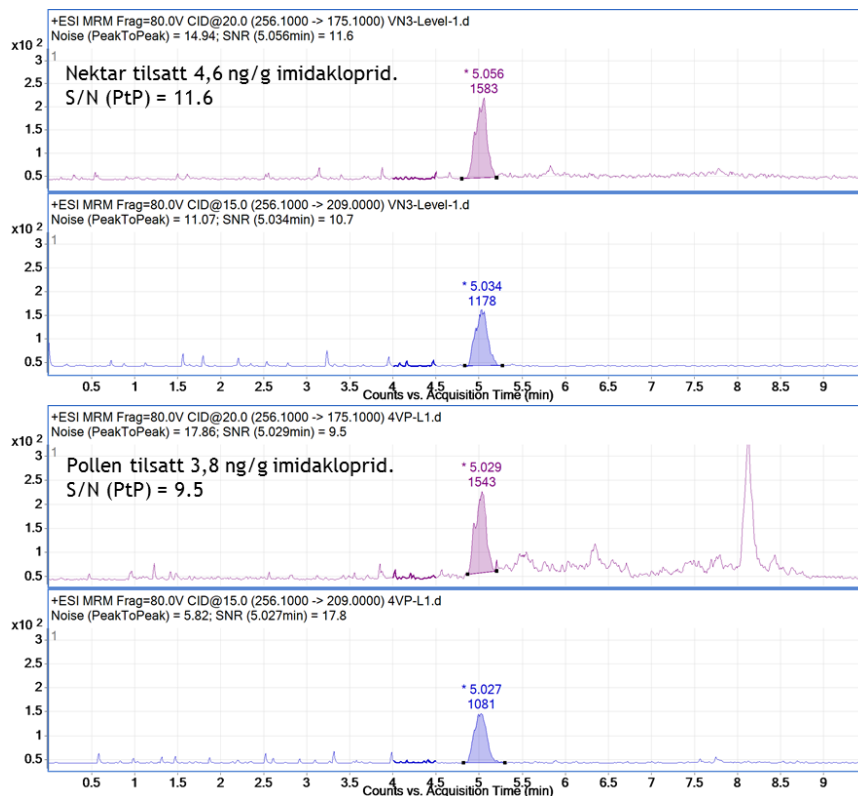 +ESI MRM Frag=80.0V CID@20.0 (256.1000 -> 175.1000) VN3-Level-1.d
Noise (PeakToPeak) = 14.94; SNR (5.056min) = 11.6
x10 2
1
3
2.5
2
1.5
1
0.5
Nektar tilsatt 4,6 ng/g imidakloprid.
S/N (PtP) = 11.6
* 5.056
1583
+ESI MRM Frag=80.0V CID@15.0 (256.1000 -> 209.0000) VN3-Level-1.d
Noise (PeakToPeak) = 11.07; SNR (5.034min) = 10.7
x10 2
1
3
2.5
2
1.5
1
0.5
* 5.034
1178
0.5 1 1.5 2 2.5 3 3.5 4 4.5 5 5.5 6 6.5 7 7.5 8 8.5 9
Counts vs. Acquisition Time (min)
+ESI MRM Frag=80.0V CID@20.0 (256.1000 -> 175.1000) 4VP-L1.d
Noise (PeakToPeak) = 17.86; SNR (5.029min) = 9.5
x10 2
1
3
2.5
2
1.5
1
0.5
Pollen tilsatt 3,8 ng/g imidakloprid.
S/N (PtP) = 9.5
* 5.029
1543
+ESI MRM Frag=80.0V CID@15.0 (256.1000 -> 209.0000) 4VP-L1.d
Noise (PeakToPeak) = 5.82; SNR (5.027min) = 17.8
x10 2
1
3
2.5
2
1.5
1
0.5
* 5.027
1081
0.5 1 1.5 2 2.5 3 3.5 4 4.5 5 5.5 6 6.5 7 7.5 8 8.5 9
Counts vs. Acquisition Time (min)